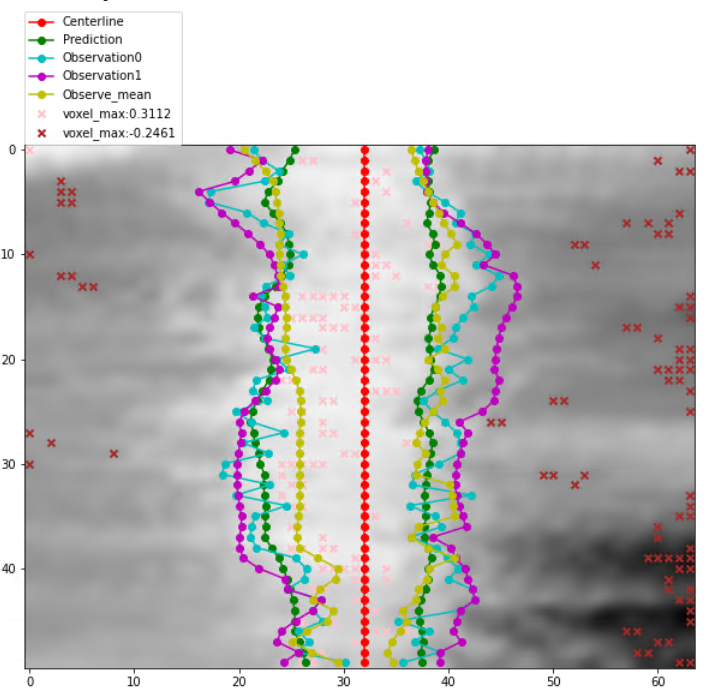 Centerline
Prediction
Observation0
Observation1
Observe_mean
voxel_max:0.3112
voxel_max:-0.2461
0
10
20
30
40
0 10 20 30 40 50 60